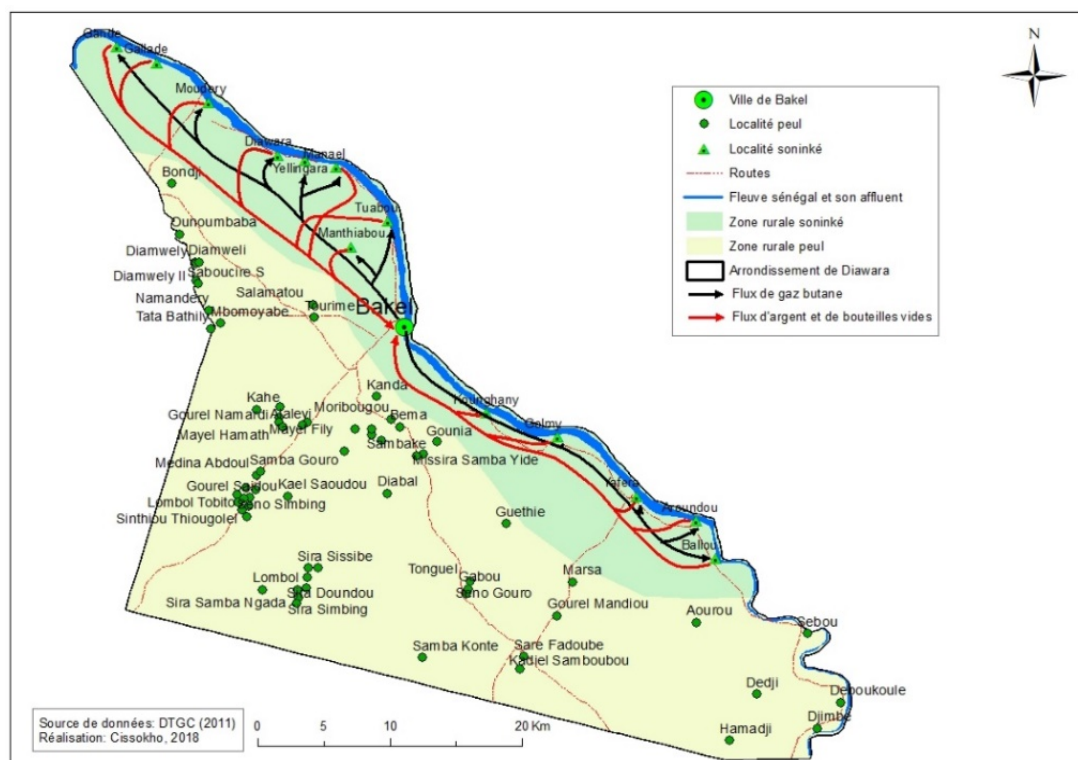 Gande
Gallade
Moudery
Diawara
Manael
Yellingara
Tuabou
Manthiabou
Bondji
Ounoumbaba
Diamwely
Diamweli
Diamwely II
Saboucire S
Namandery
Salamatou
Tata Bathily
Mbomoyabe
Tourime
Bakel
Kounghany
Golmy
Yafera
Aroundou
Ballou
Kanda
Kahe
Gourel Namardi
Moribougou
Bema
Mayel Hamath
Mayel Fily
Sambake
Gounia
Missira Samba Yide
Medina Abdoul
Samba Gouro
Gourel Saidou
Kael Saoudou
Diabal
Lombol Tobito
Keno Simbing
Sinthiou Thiougolel
Guethie
Sira Sissibe
Lombol
Sira Doundou
Sira Samba Ngada
Sira Simbing
Tonguel
Gabou
Seno Gouro
Marsa
Gourel Mandiou
Aourou
Sebou
Samba Konte
Sare Fadoube
Kadiel Samboubou
Dedji
Deboukoule
Djimbe
Hamadji
N
Ville de Bakel
Localité peul
Localité soninké
Routes
Fleuve sénégal et son affluent
Zone rurale soninké
Zone rurale peul
Arrondissement de Diawara
Flux de gaz butane
Flux d'argent et de bouteilles vides
Source de données: DTGC (2011)
Réalisation: Cissokho, 2018
0 5 10 20 Km